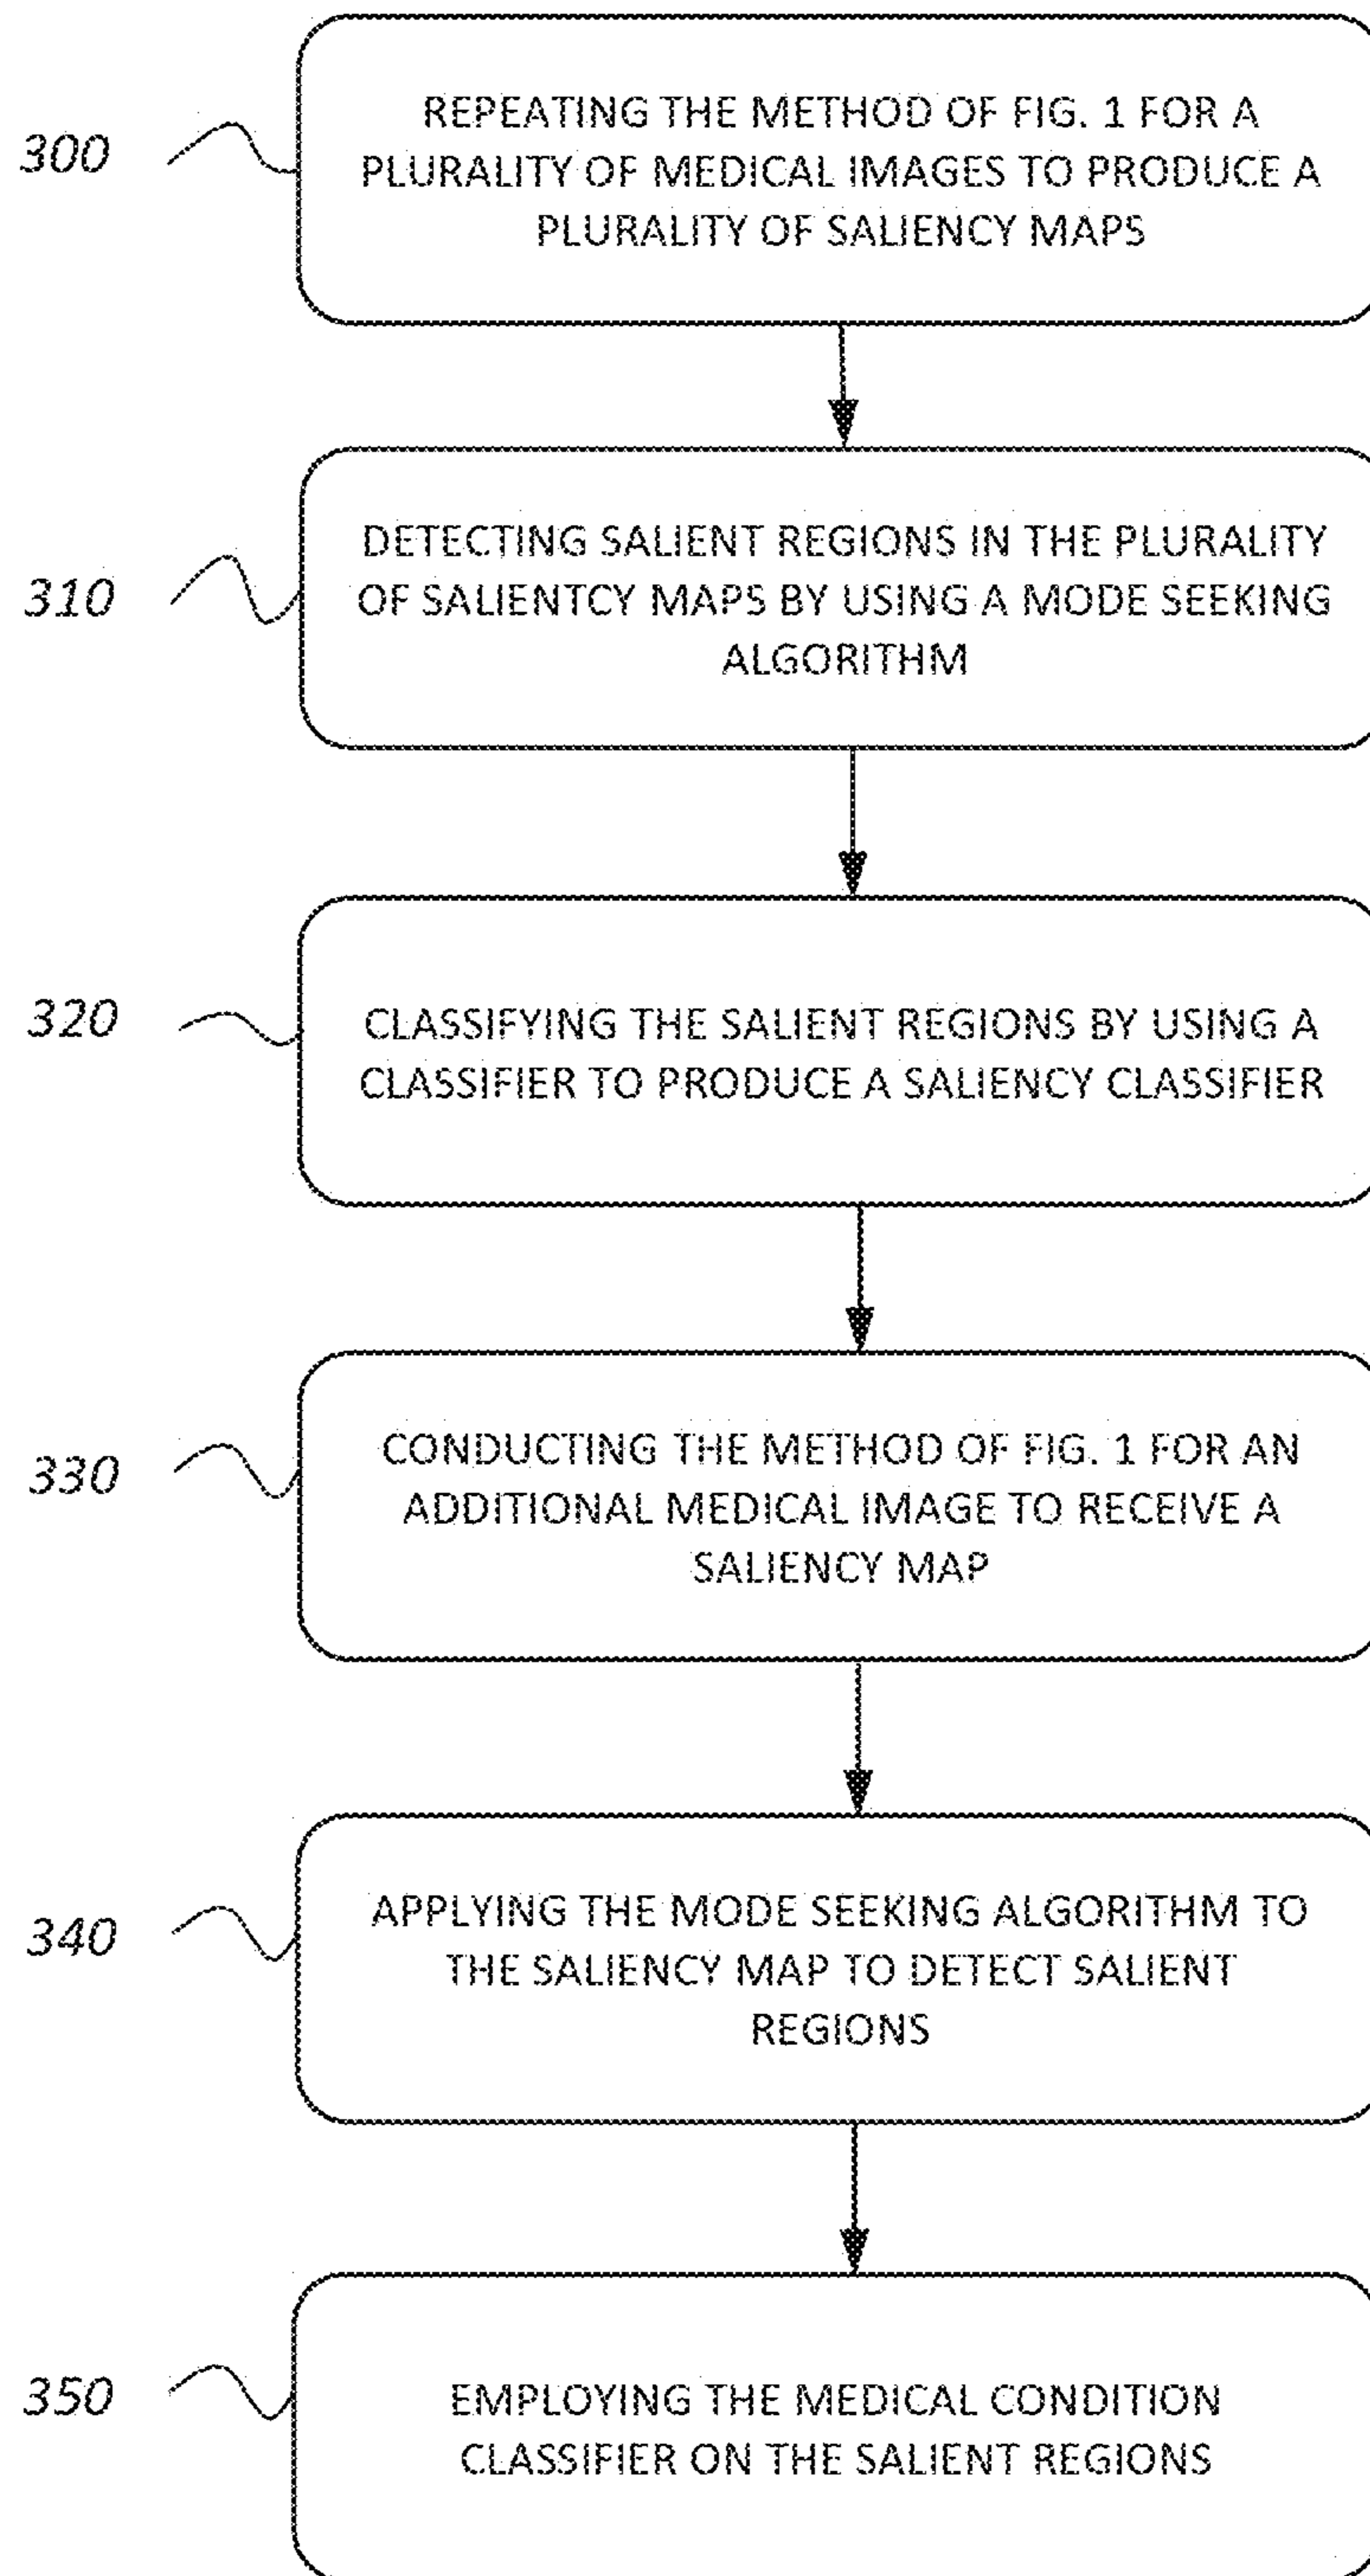 300
REPEATING THE METHOD OF FIG. 1 FOR A
PLURALITY OF MEDICAL IMAGES TO PRODUCE A
PLURALITY OF SALIENCY MAPS
310
DETECTING SALIENT REGIONS IN THE PLURALITY
OF SALIENTCY MAPS BY USING A MODE SEEKING
ALGORITHM
320
CLASSIFYING THE SALIENT REGIONS BY USING A
CLASSIFIER TO PRODUCE A SALIENCY CLASSIFIER
330
CONDUCTING THE METHOD OF FIG. 1 FOR AN
ADDITIONAL MEDICAL IMAGE TO RECEIVE A
SALIENCY MAP
340
APPLYING THE MODE SEEKING ALGORITHM TO
THE SALIENCY MAP TO DETECT SALIENT
REGIONS
350
EMPLOYING THE MEDICAL CONDITION
CLASSIFIER ON THE SALIENT REGIONS